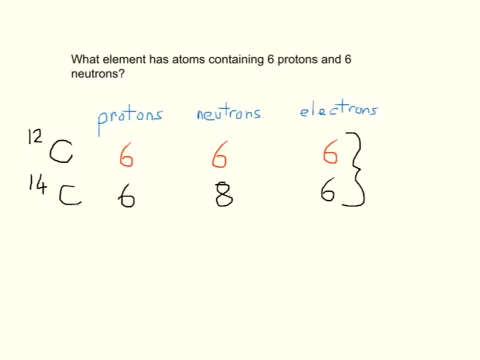 What element has atoms containing 6 protons and 6
neutrons?
protons neutrons electrons
12C 6 6 6
14C 6 8 6